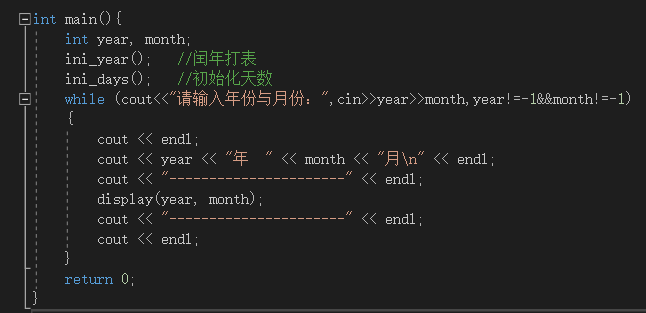 int main(){
int year, month;
ini_year();   //闰年打表
ini_days();   //初始化天数
while (cout<<"请输入年份与月份：",cin>>year>>month,year!=-1&&month!=-1)
{
cout << endl;
cout << year << "年  " << month << "月\n" << endl;
cout << "----------------------" << endl;
display(year, month);
cout << "----------------------" << endl;
cout << endl;
}
return 0;
}